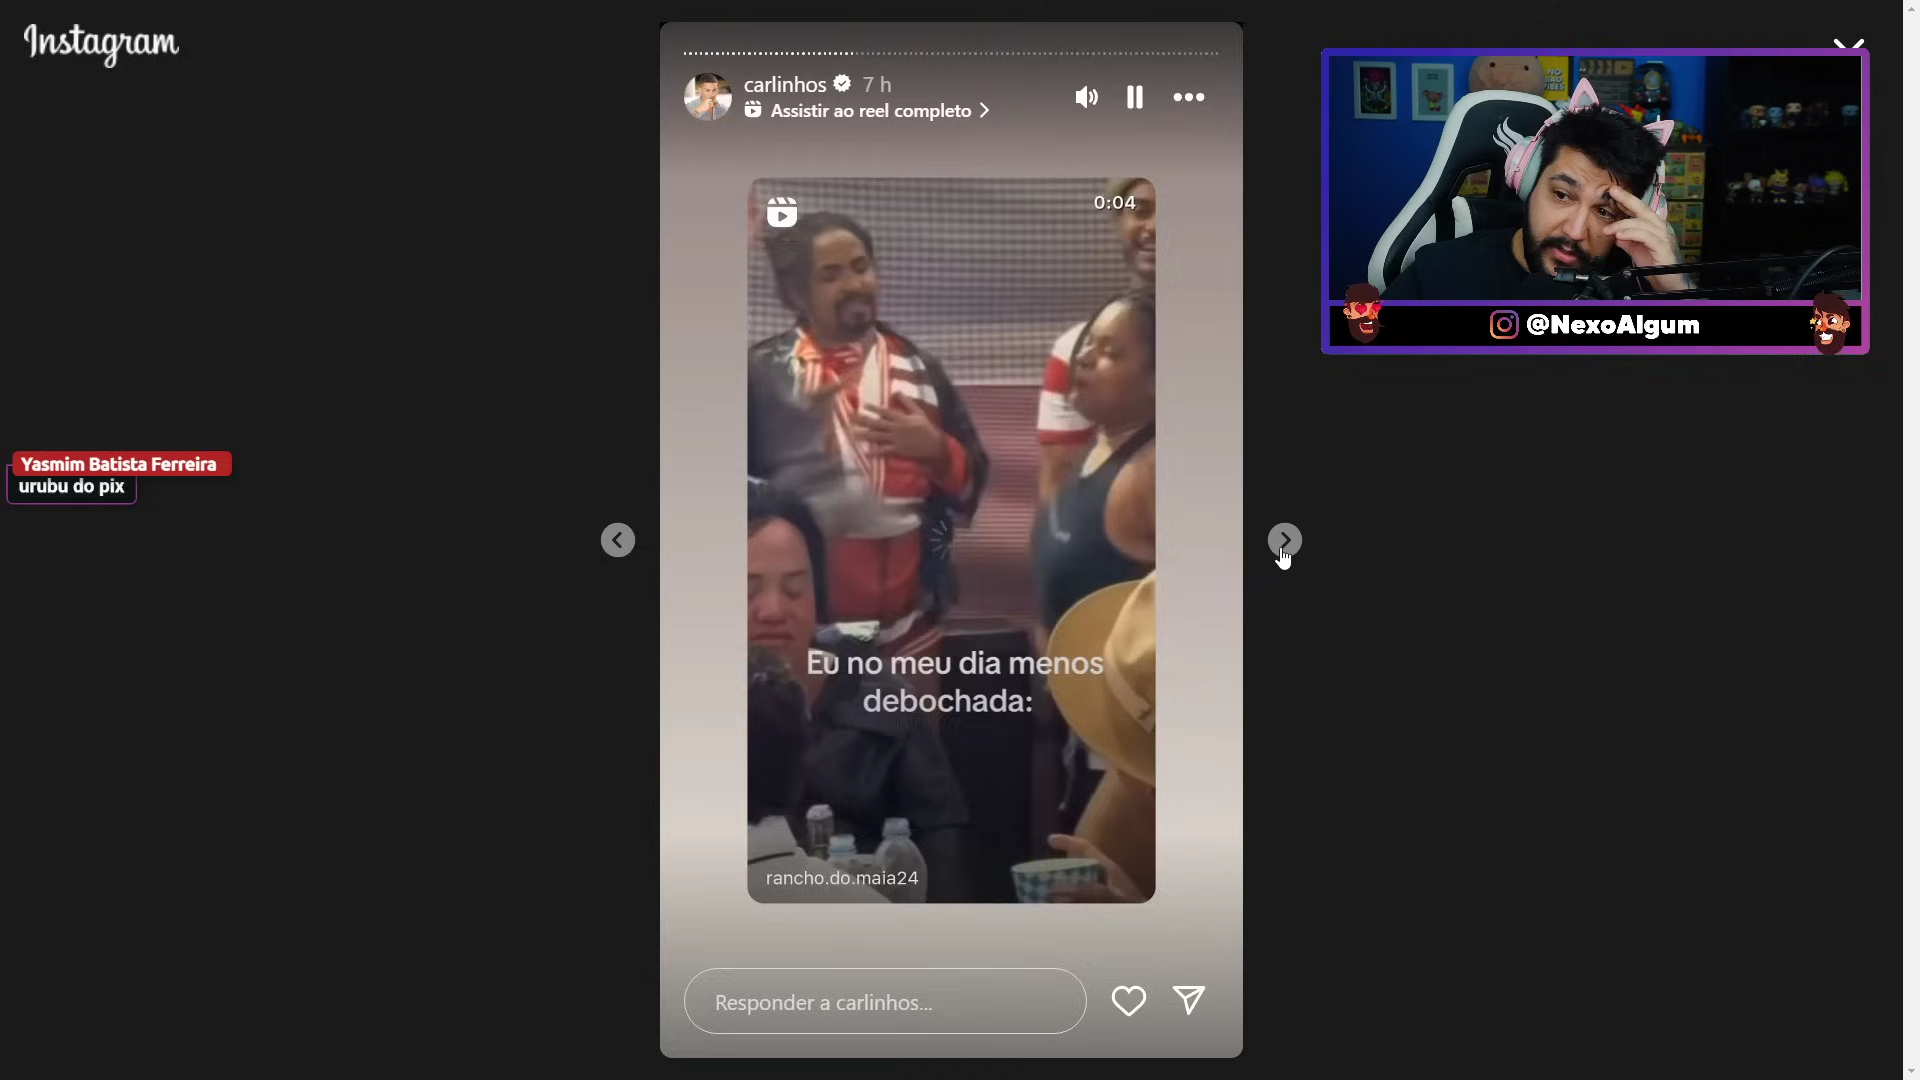 Instagram
carlinhos 7 h
Assistir ao reel completo
0:04
Eu no meu dia menos
debochada:
rancho.do.maia24
Responder a carlinhos...
Yasmim Batista Ferreira
urubu do pix
@NexoAlgum